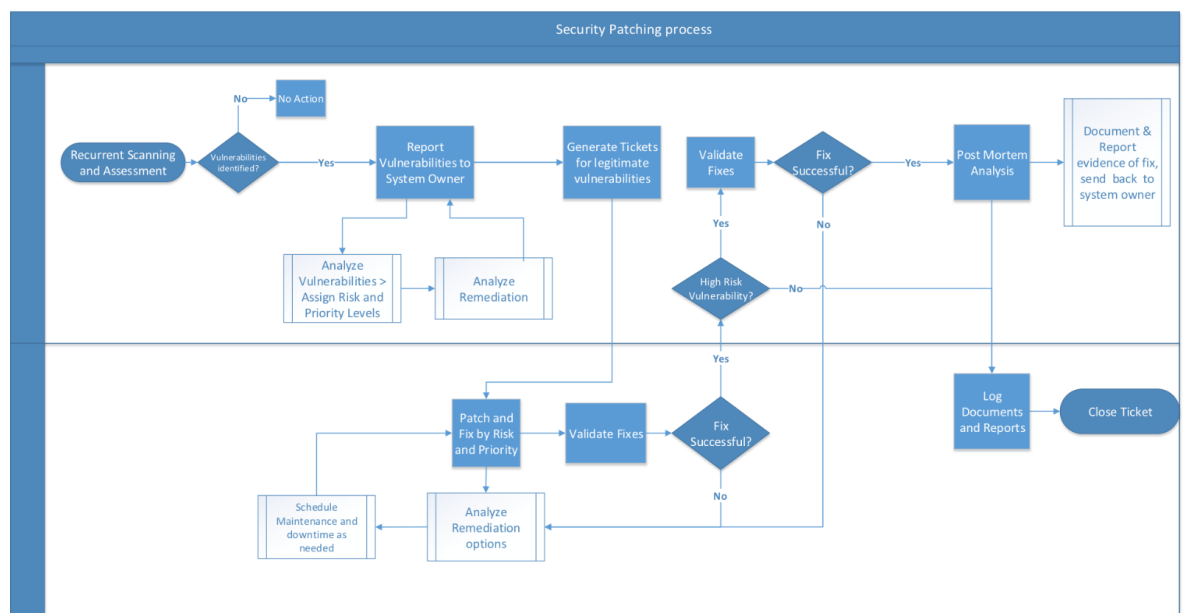 Security Patching process
No
No Action
Recurrent Scanning
and Assessment
Vulnerabilities
identified?
Yes
Report
Vulnerabilities to
System Owner
Generate Tickets
for legitimate
vulnerabilities
Validate
Fixes
Fix
Successful?
Yes
Post Mortem
Analysis
Document &
Report
evidence of fix,
send back to
system owner
Yes
No
Analyze
Vulnerabilities >
Assign Risk and
Priority Levels
Analyze
Remediation
High Risk
Vulnerability?
No
Yes
Patch and
Fix by Risk
and Priority
Validate Fixes
Fix
Successful?
Log
Documents
and Reports
Close Ticket
No
Schedule
Maintenance and
downtime as
needed
Analyze
Remediation
options